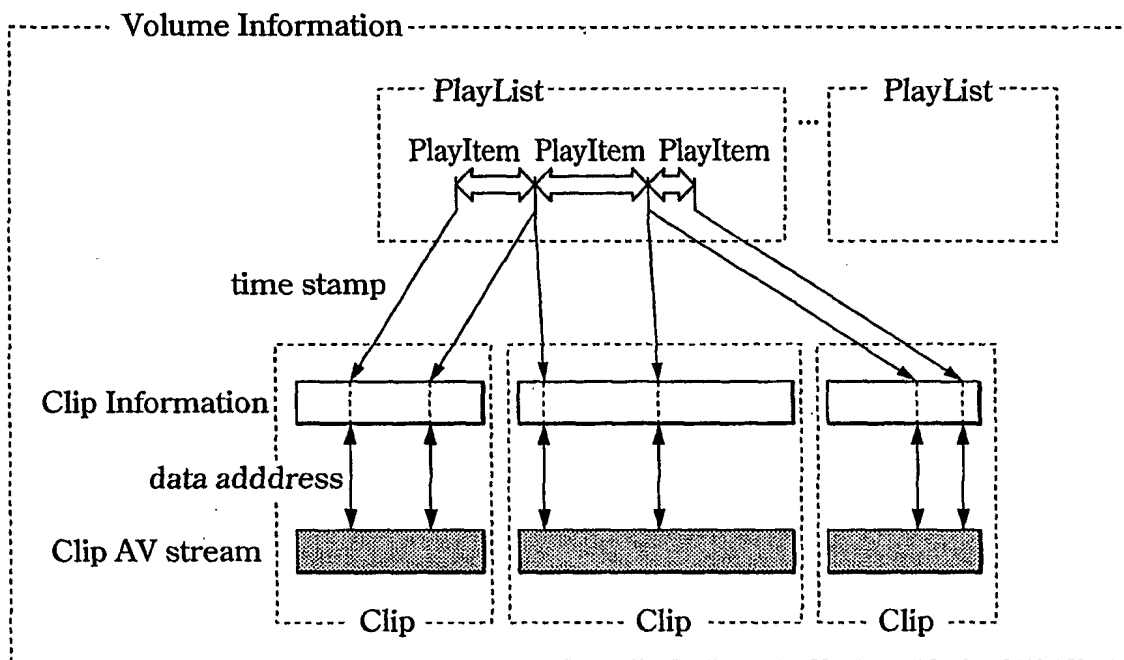 Volume Information
PlayList PlayList
...
PlayItem PlayItem PlayItem
time stamp
Clip Information
data adddress
Clip AV stream
Clip Clip Clip